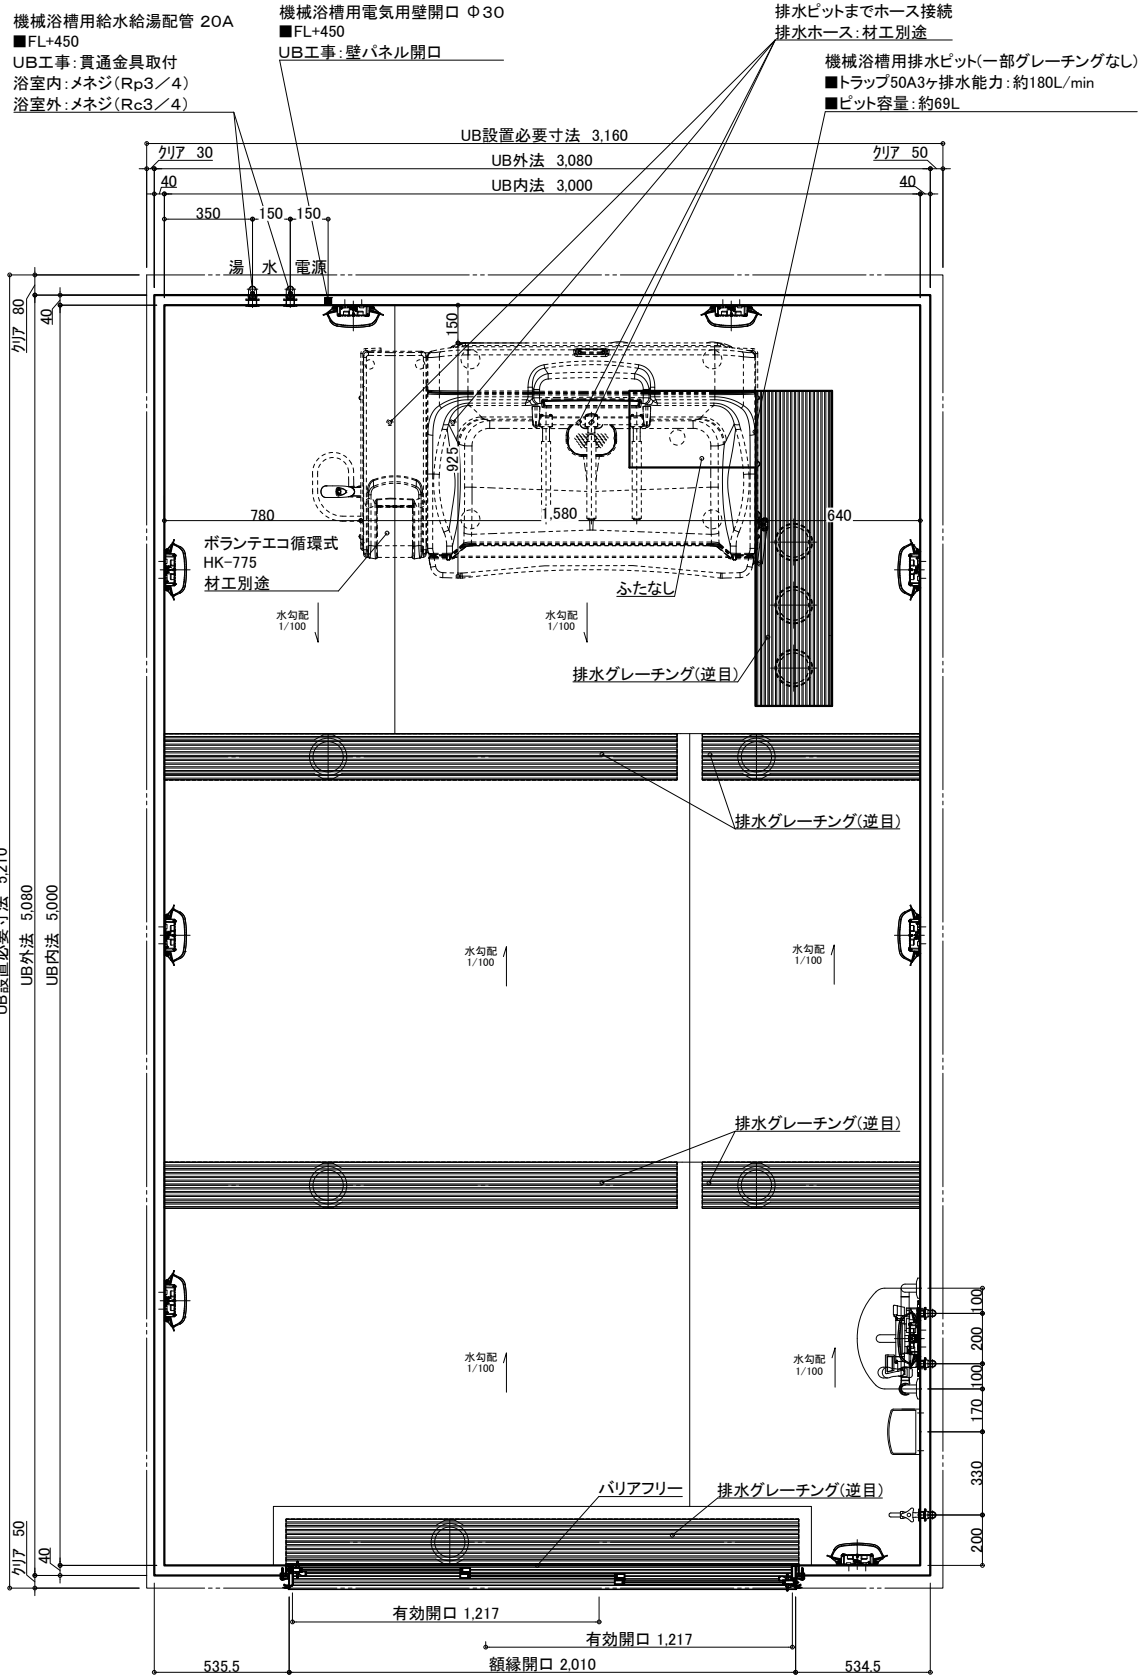 機械浴槽用給水給湯配管 20A
■FL+450
UB工事:貫通金具取付
浴室内:メネジ(Rp3/4)
浴室外:メネジ(Rc3/4)
機械浴槽用電気用壁開口 Φ30
■FL+450
UB工事:壁パネル開口
排水ピットまでホース接続
排水ホース:材工別途
機械浴槽用排水ピット(一部グレーチングなし)
■トラップ50A3ヶ排水能力:約180L/min
■ピット容量:約69L
UB設置必要寸法 3,160
クリア 30
UB外法 3,080
クリア 50
40
UB内法 3,000
40
350
150
150
湯 水 電源
クリア 80
40
150
925
780
1,580
640
ボランテエコ循環式
HK-775
材工別途
ふたなし
水勾配
1/100
水勾配
1/100
排水グレーチング(逆目)
排水グレーチング(逆目)
UB設置必要寸法 5,210
UB外法 5,080
UB内法 5,000
水勾配
1/100
水勾配
1/100
排水グレーチング(逆目)
100
200
100
170
330
200
水勾配
1/100
水勾配
1/100
バリアフリー
排水グレーチング(逆目)
クリア 50
40
有効開口 1,217
有効開口 1,217
535.5
額縁開口 2,010
534.5